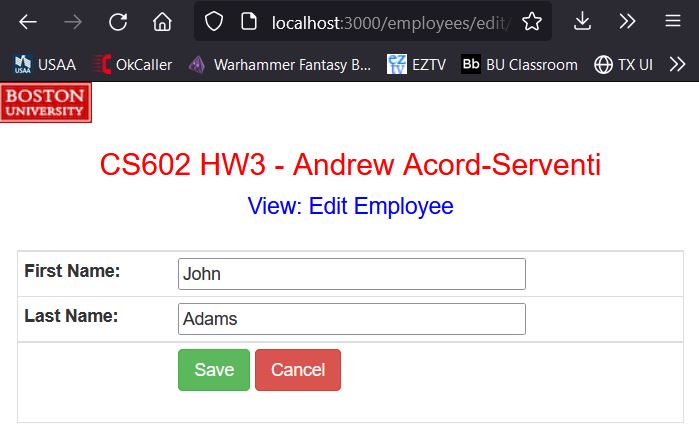 localhost:3000/employees/edit/
USAA OkCaller Warhammer Fantasy B... EZTV Bb BU Classroom TX UI
BOSTON
UNIVERSITY
CS602 HW3 - Andrew Acord-Serventi
View: Edit Employee
First Name: John
Last Name: Adams
Save Cancel